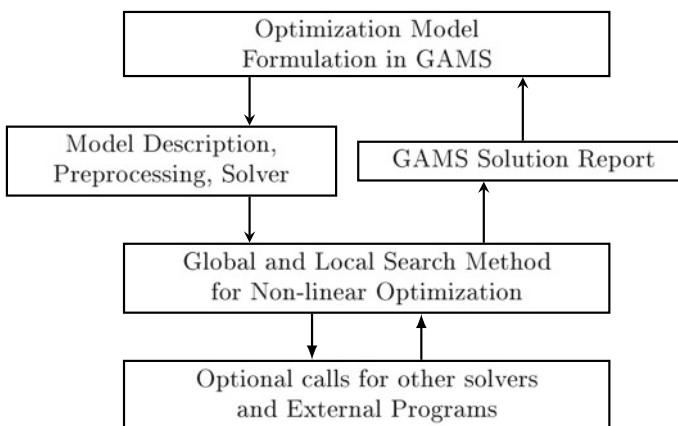 Optimization Model
Formulation in GAMS
Model Description,
Preprocessing, Solver
GAMS Solution Report
Global and Local Search Method
for Non-linear Optimization
Optional calls for other solvers
and External Programs